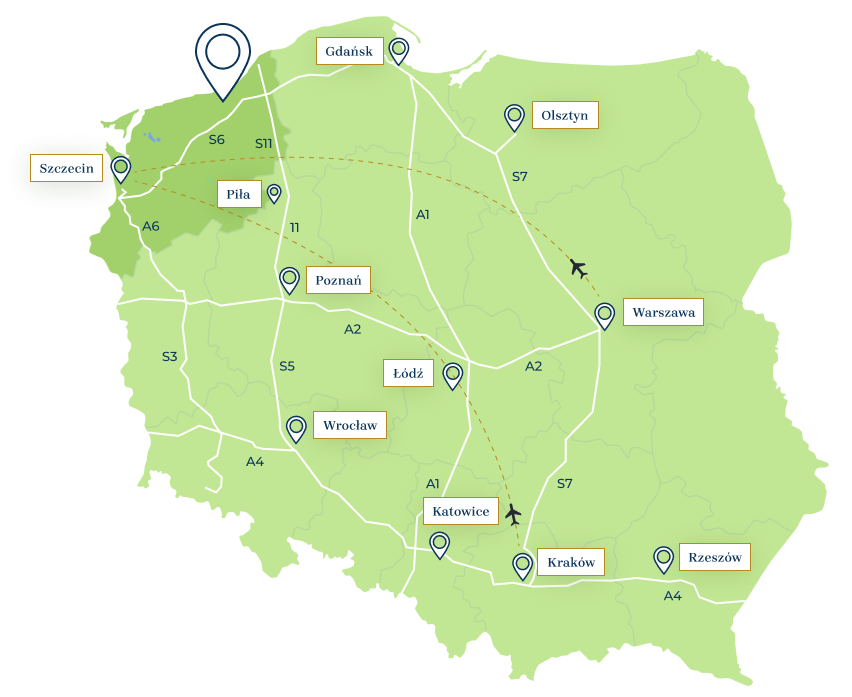 Gdańsk
Olsztyn
S6
S11
Szczecin
S7
Piła
A1
A6
11
Poznań
Warszawa
A2
S3
S5
Łódź
A2
Wrocław
A4
A1
S7
Katowice
Kraków
Rzeszów
A4